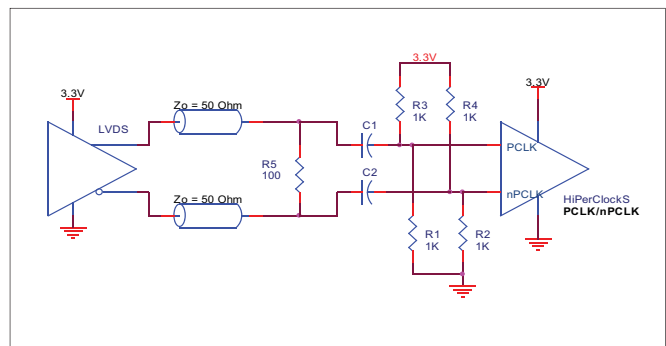 3.3V
3.3V
3.3V
Zo = 50 Ohm
LVDS
C1
R3
1K
R4
1K
PCLK
R5
100
C2
nPCLK
Zo = 50 Ohm
HiPerClockS
PCLK/nPCLK
R1
1K
R2
1K